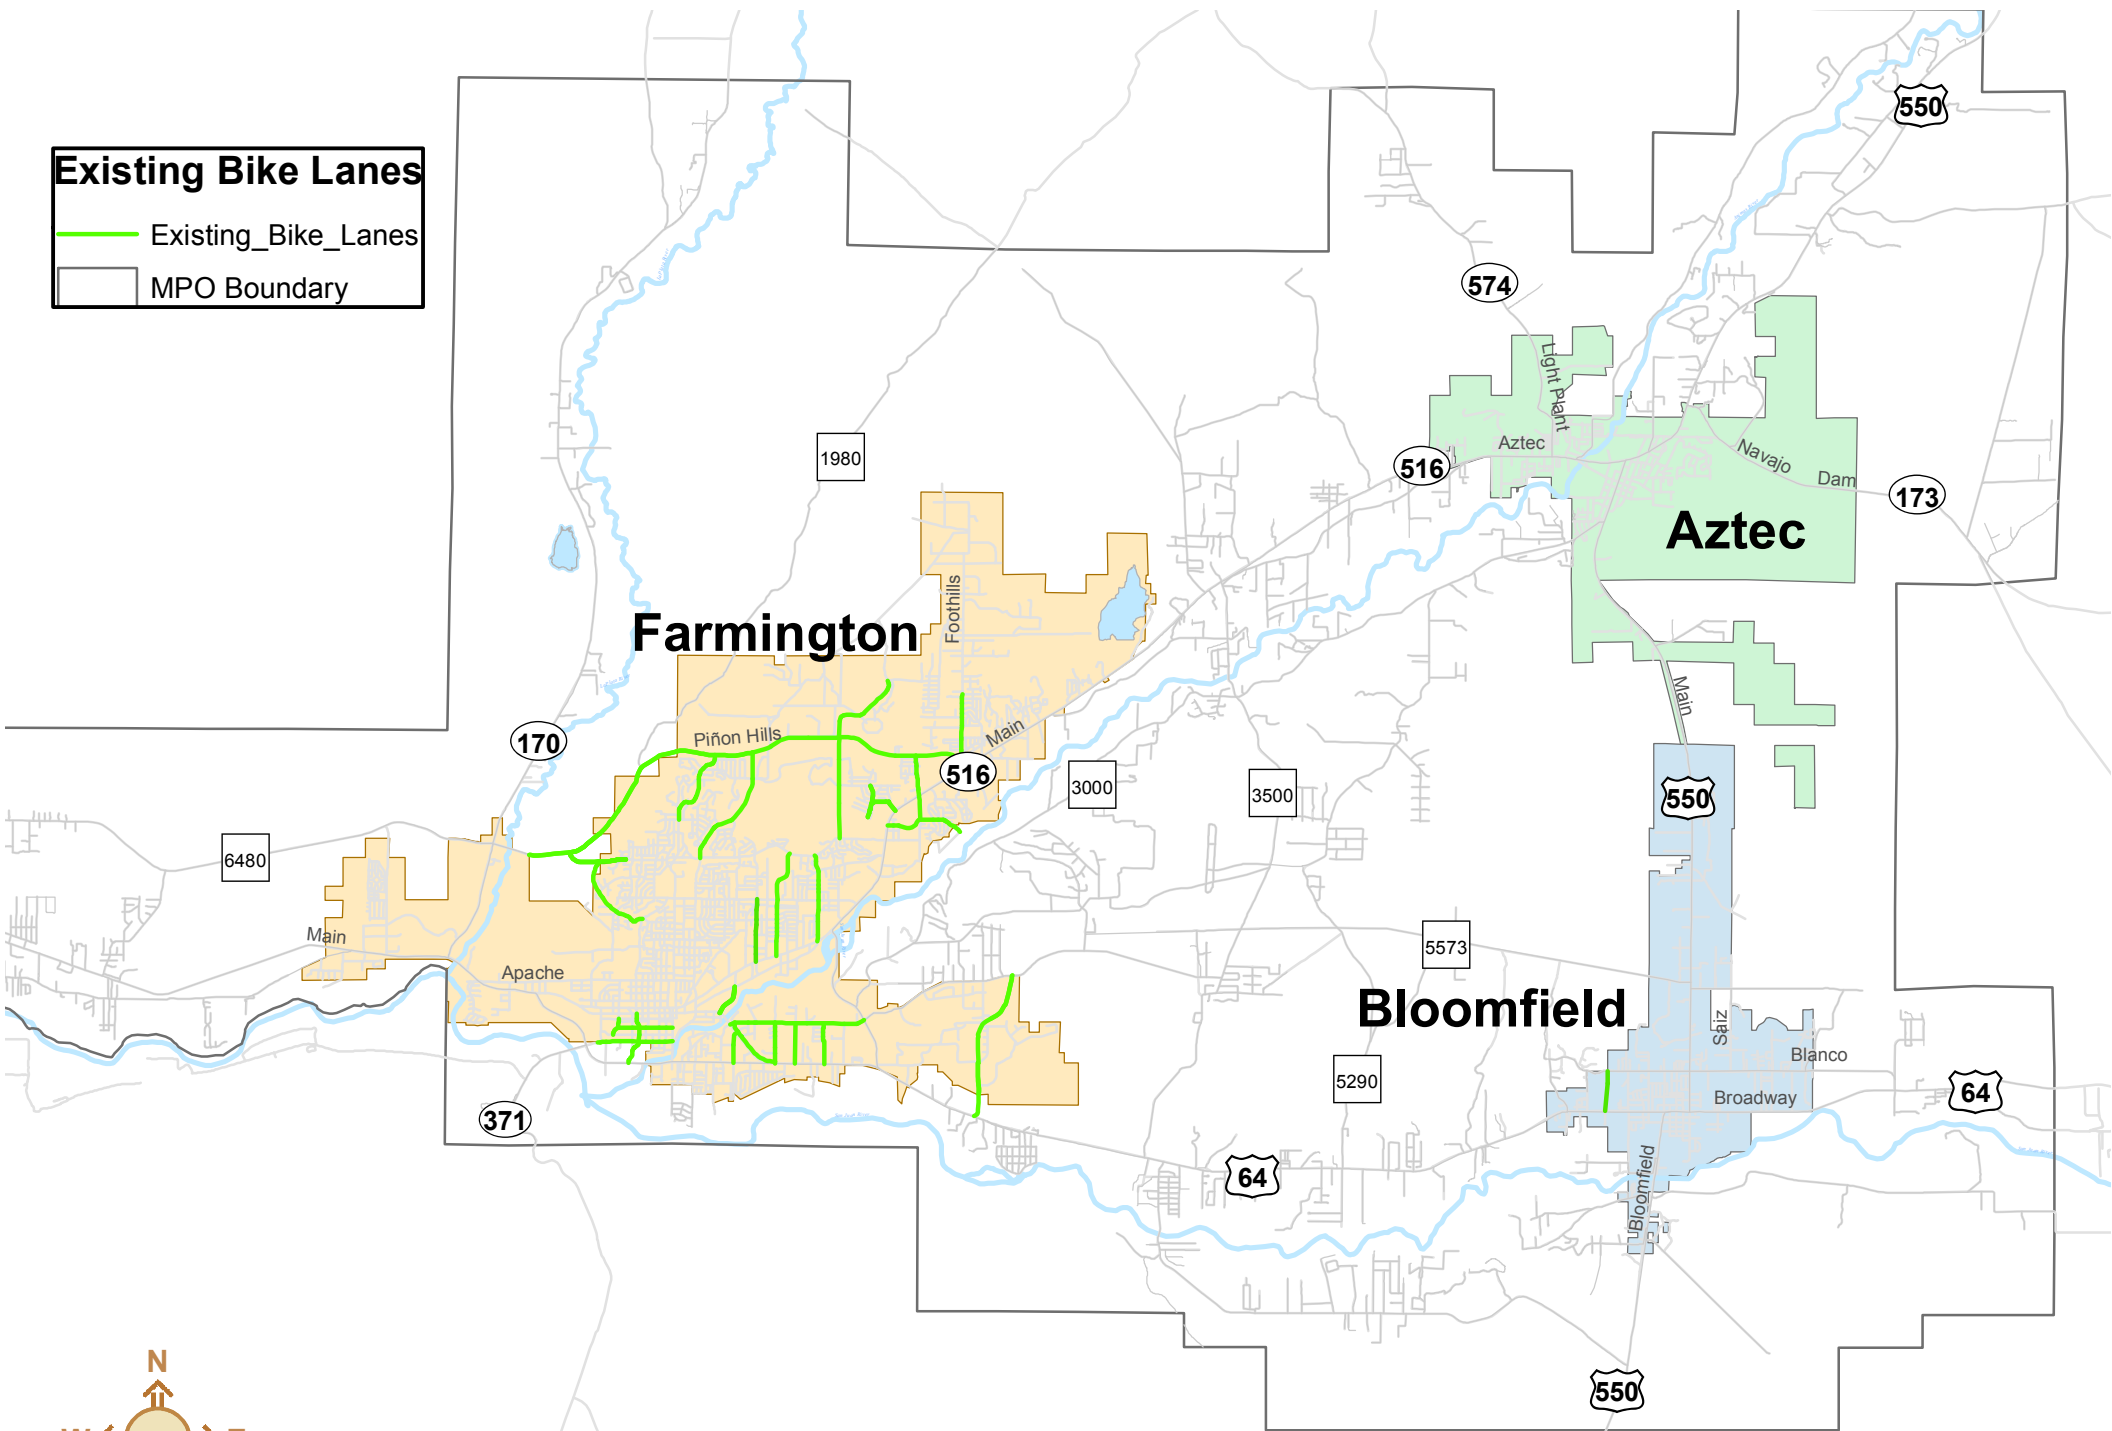 550
Existing Bike Lanes
Existing_Bike_Lanes
MPO Boundary
574
Light Plant
Aztec
516
Navajo
Dam
173
1980
Aztec
Foothills
Farmington
Main
Piñon Hills
Main
170
516
3000
3500
550
6480
Main
5573
Apache
Bloomfield
Saiz
Blanco
5290
64
Broadway
371
64
Bloomfield
550
N